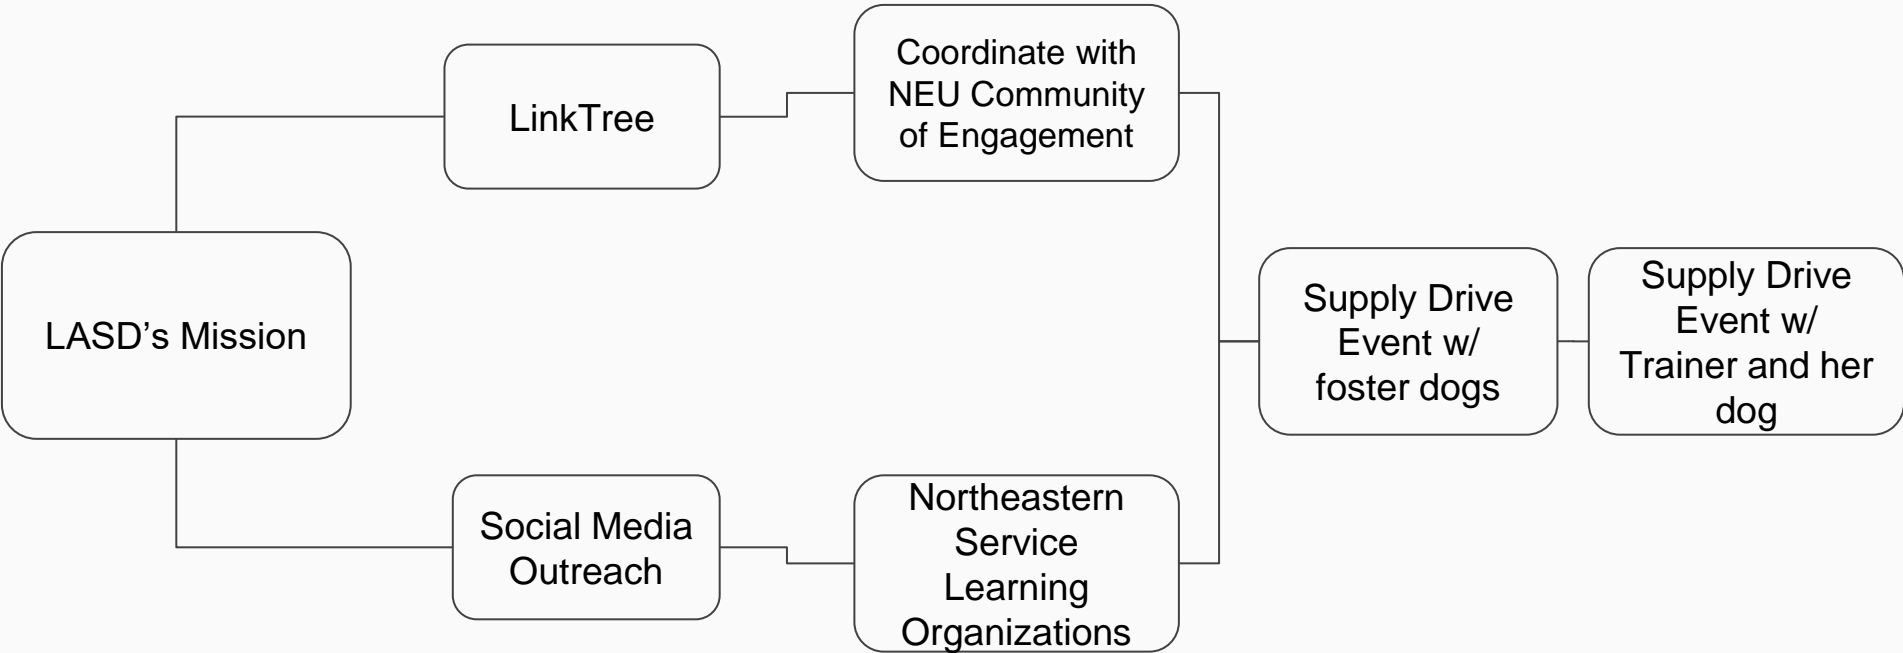 LASD’s Mission
LinkTree
Coordinate with
NEU Community
of Engagement
Social Media
Outreach
Northeastern
Service
Learning
Organizations
Supply Drive
Event w/
foster dogs
Supply Drive
Event w/
Trainer and her
dog